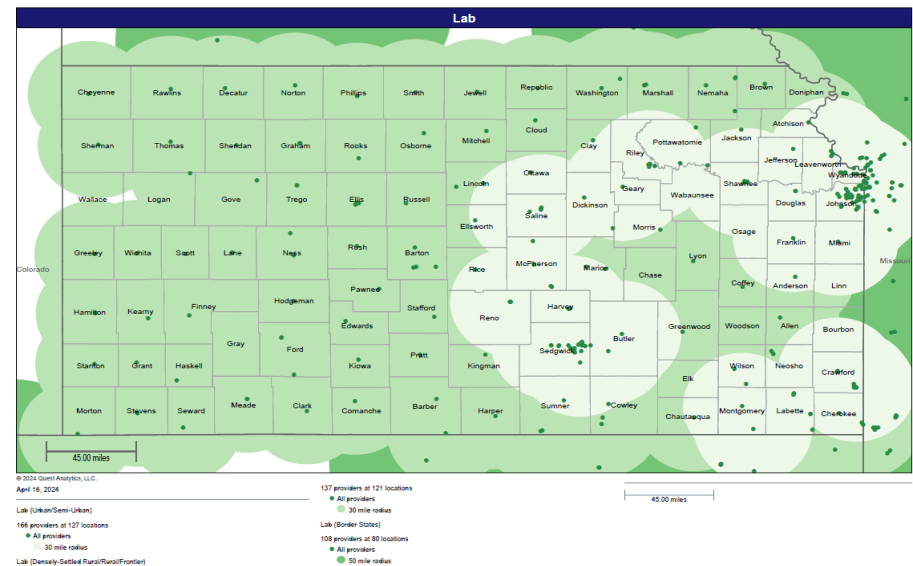 Lab
Cheyenne Rawlins Decatur Norton Phillips Smith Jewell Republic Washington Marshall Nemaha Brown Doniphan
Atchison
Sherman Thomas Sheridan Graham Rooks Osborne Mitchell Cloud Clay Riley Pottawatomie Jackson
Jefferson Leavenworth
Wyandotte
Lincoln Ottawa Geary Shawnee
Wallace Logan Gove Trego Ellis Russell Saline Dickinson Wabaunsee Douglas Johnson
Ellsworth Morris Osage
Greeley Wichita Scott Lane Ness Rush Barton McPherson Marion Lyon Franklin Miami
Colorado Missouri
Rice Chase
Pawnee Coffey Anderson Linn
Hamilton Kearny Finney Hodgeman Stafford Reno Harvey
Edwards Butler Greenwood Woodson Allen Bourbon
Gray Ford Sedgwick
Stanton Grant Haskell Kiowa Pratt Kingman Wilson Neosho Crawford
Elk
Morton Stevens Seward Meade Clark Comanche Barber Harper Sumner Cowley Chautauqua Montgomery Labette Cherokee
45.00 miles
© 2024 Quest Analytics, LLC.
April 16, 2024
Lab (Urban/Semi-Urban)
166 providers at 127 locations
All providers
30 mile radius
Lab (Densely-Settled Rural/Rural/Frontier)
137 providers at 121 locations
All providers
30 mile radius
Lab (Border States)
108 providers at 80 locations
All providers
50 mile radius
45.00 miles